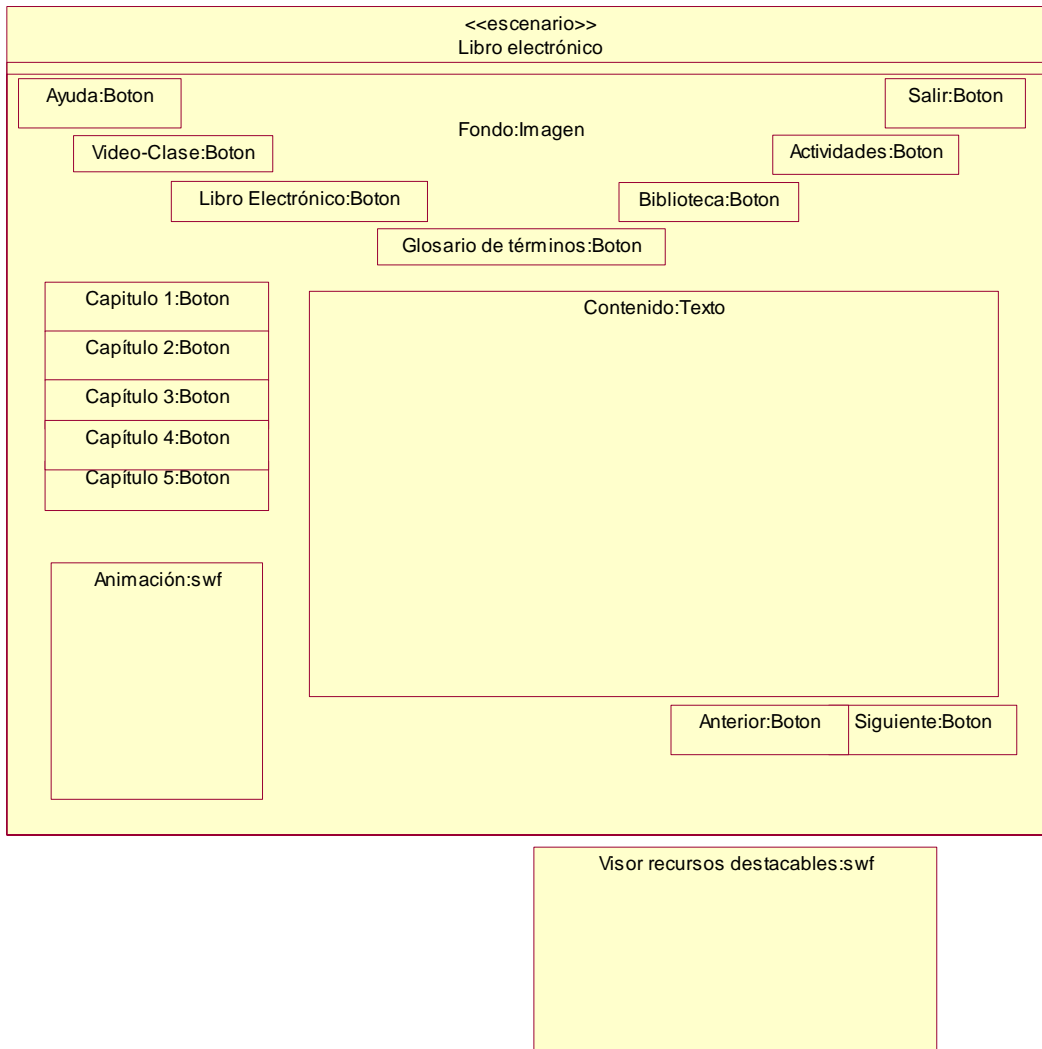 <<escenario>>
Libro electrónico
Ayuda:Boton
Salir:Boton
Fondo:Imagen
Video-Clase:Boton
Actividades:Boton
Libro Electrónico:Boton
Biblioteca:Boton
Glosario de términos:Boton
Capitulo 1:Boton
Contenido:Texto
Capítulo 2:Boton
Capítulo 3:Boton
Capítulo 4:Boton
Capítulo 5:Boton
Animación:swf
Anterior:Boton
Siguiente:Boton
Visor recursos destacables:swf